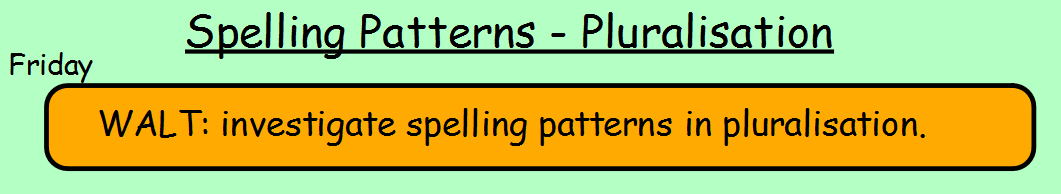 Spelling Patterns - Pluralisation
Friday
WALT: investigate spelling patterns in pluralisation.